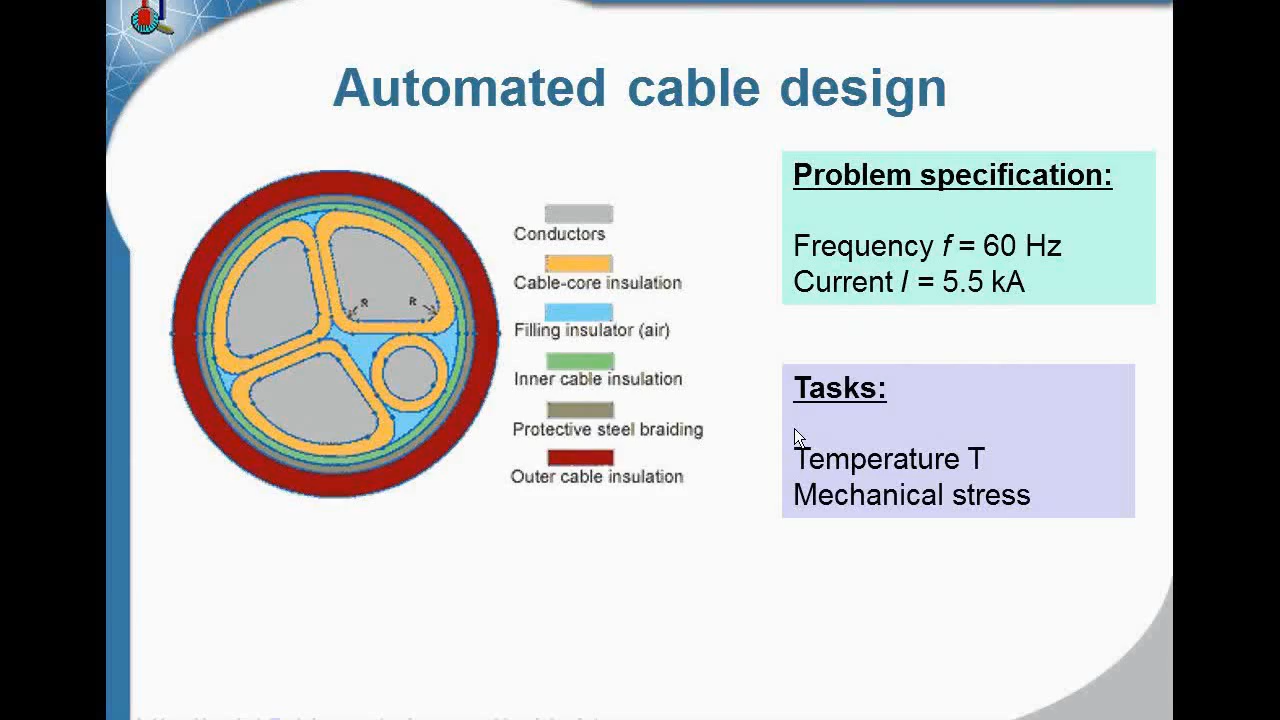 Automated cable design
Problem specification:
Frequency f = 60 Hz
Current I = 5.5 kA
R
R
Conductors
Cable-core insulation
Filling insulator (air)
Inner cable insulation
Protective steel braiding
Outer cable insulation
Tasks:
Temperature T
Mechanical stress